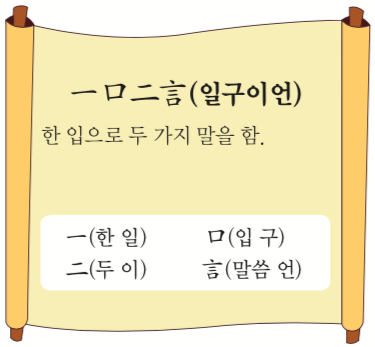 一口二言(일구이언)
한 입으로 두 가지 말을 함.
一(한 일) 口(입 구)
二(두 이) 言(말씀 언)